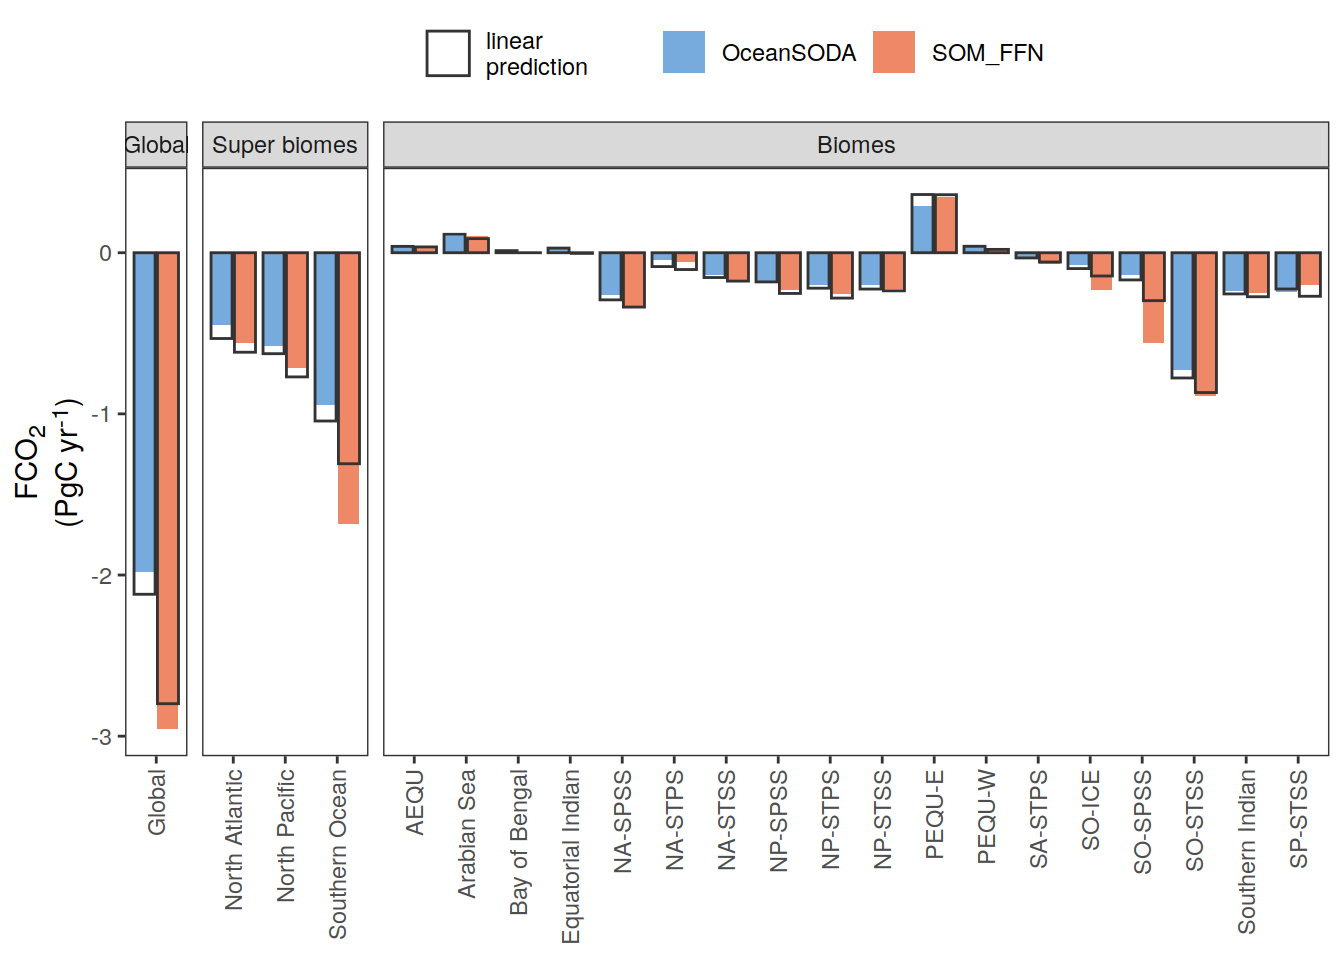 linear
prediction
OceanSODA
SOM_FFN
Global
Super biomes
Biomes
FCO₂
(PgC yr⁻¹)
0
-1
-2
-3
Global
North Atlantic
North Pacific
Southern Ocean
AEQU
Arabian Sea
Bay of Bengal
Equatorial Indian
NA-SPSS
NA-STPS
NA-STSS
NP-SPSS
NP-STPS
NP-STSS
PEQU-E
PEQU-W
SA-STPS
SO-ICE
SO-SPSS
SO-STSS
Southern Indian
SP-STSS